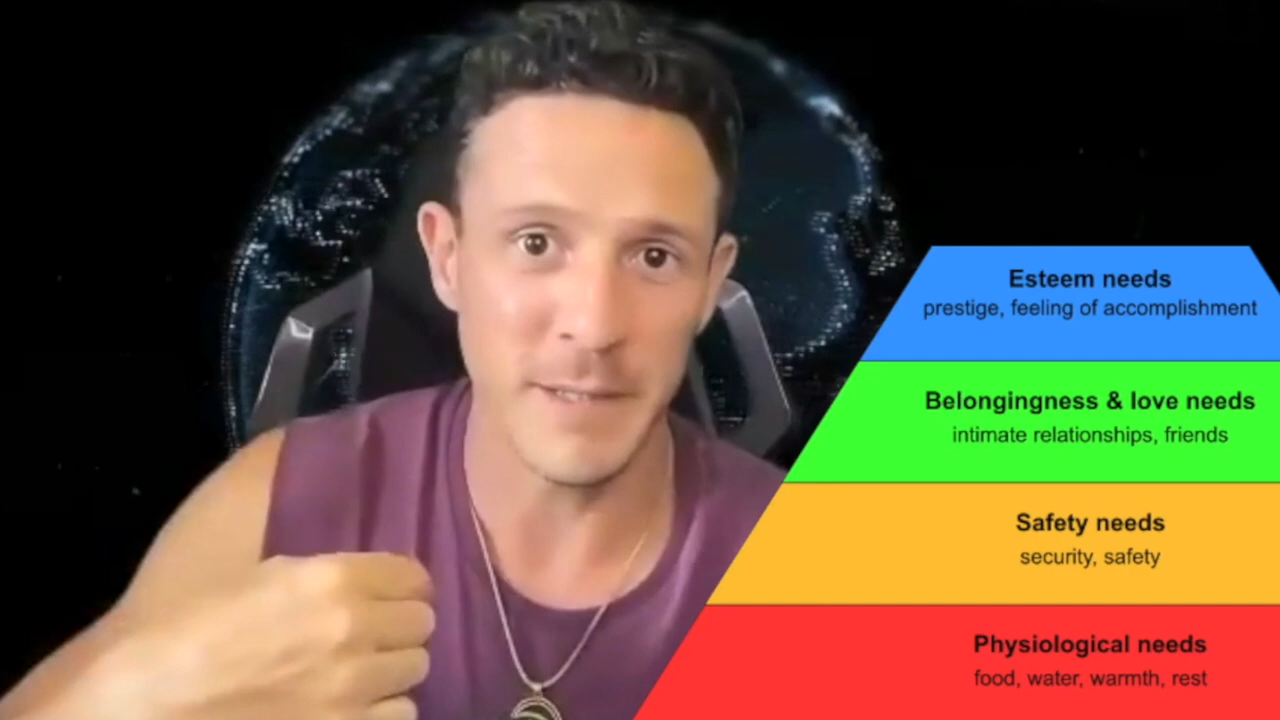 Esteem needs
prestige, feeling of accomplishment
Belongingness & love needs
intimate relationships, friends
Safety needs
security, safety
Physiological needs
food, water, warmth, rest